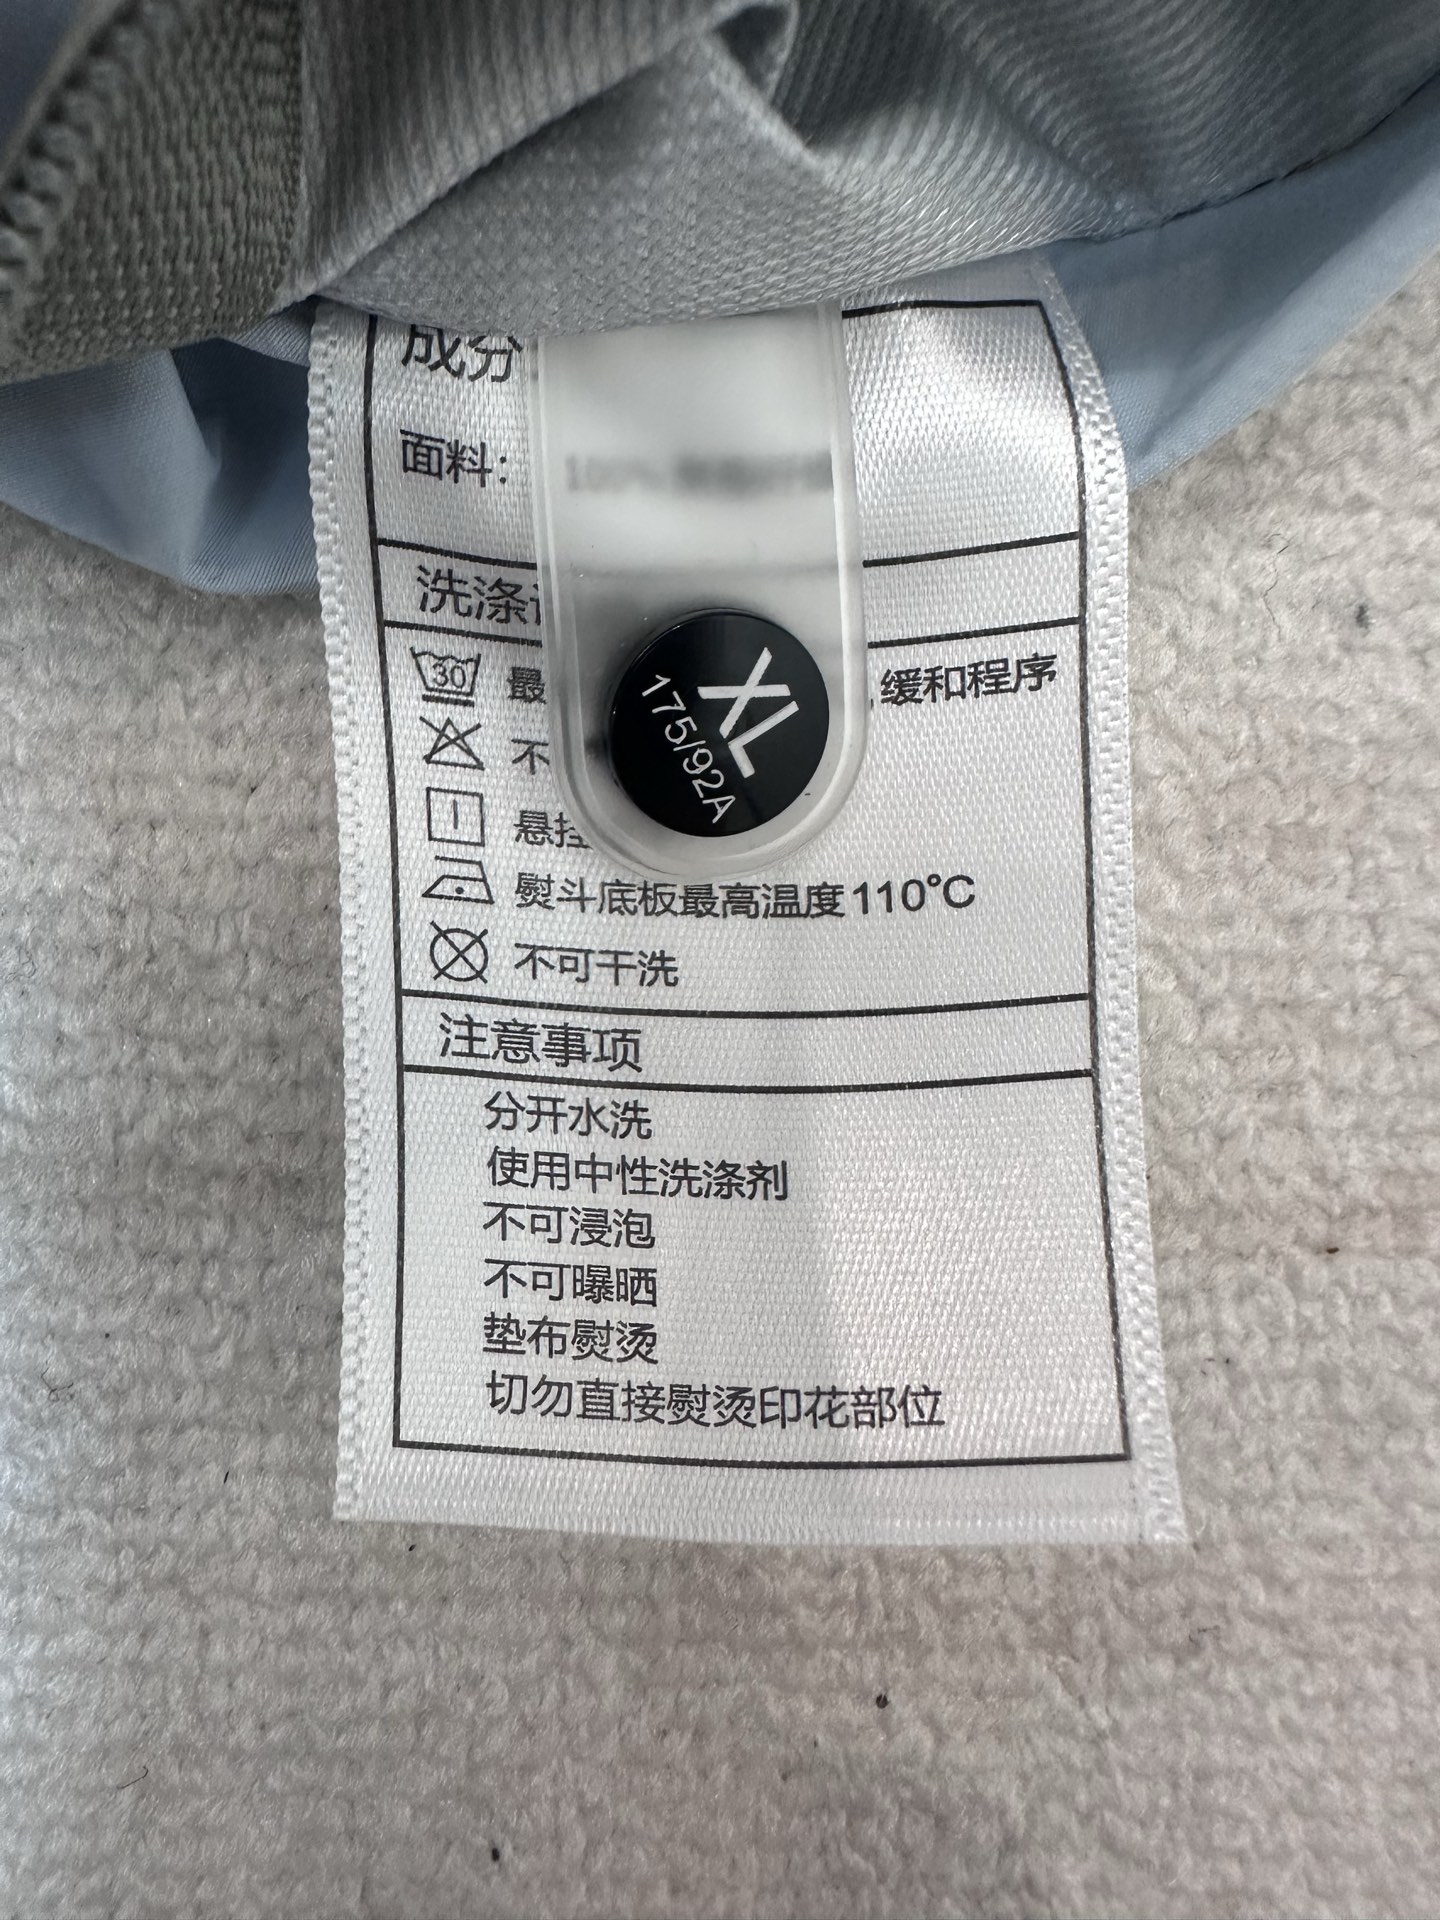 成分
面料：
洗涤
30 最 ，缓和程序
不
悬挂
XL
175/92A
熨斗底板最高温度110℃
不可干洗
注意事项
分开水洗
使用中性洗涤剂
不可浸泡
不可曝晒
垫布熨烫
切勿直接熨烫印花部位